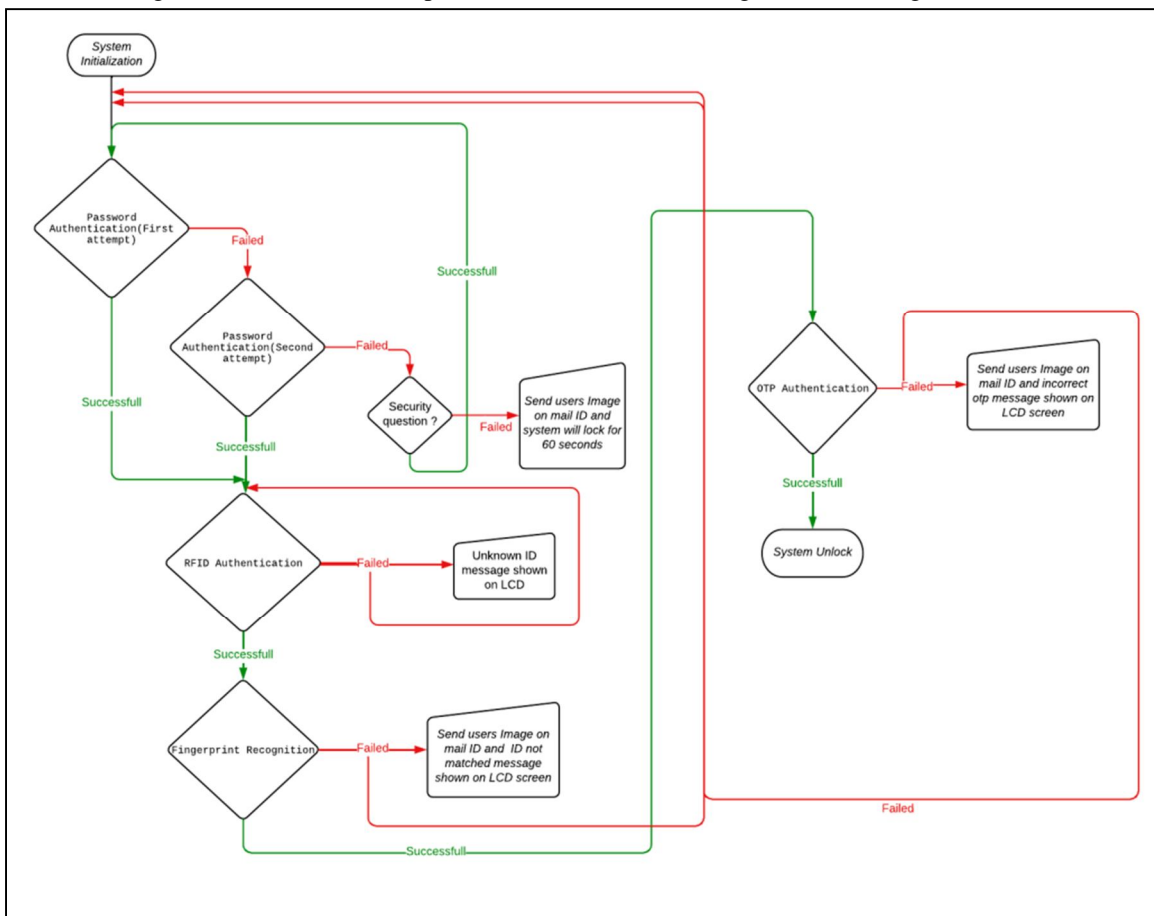 System
Initialization
Password
Authentication(First
attempt)
Failed
Successfull
Successfull
Password
Authentication(Second
attempt)
Failed
Security
question ?
Failed
Send users Image
on mail ID and
system will lock for
60 seconds
Successfull
RFID Authentication
Failed
Unknown ID
message shown
on LCD
Successfull
Fingerprint Recognition
Failed
Send users Image on
mail ID and ID not
matched message
shown on LCD screen
Successfull
OTP Authentication
Failed
Send users Image on
mail ID and incorrect
otp message shown on
LCD screen
Successfull
System Unlock
Failed